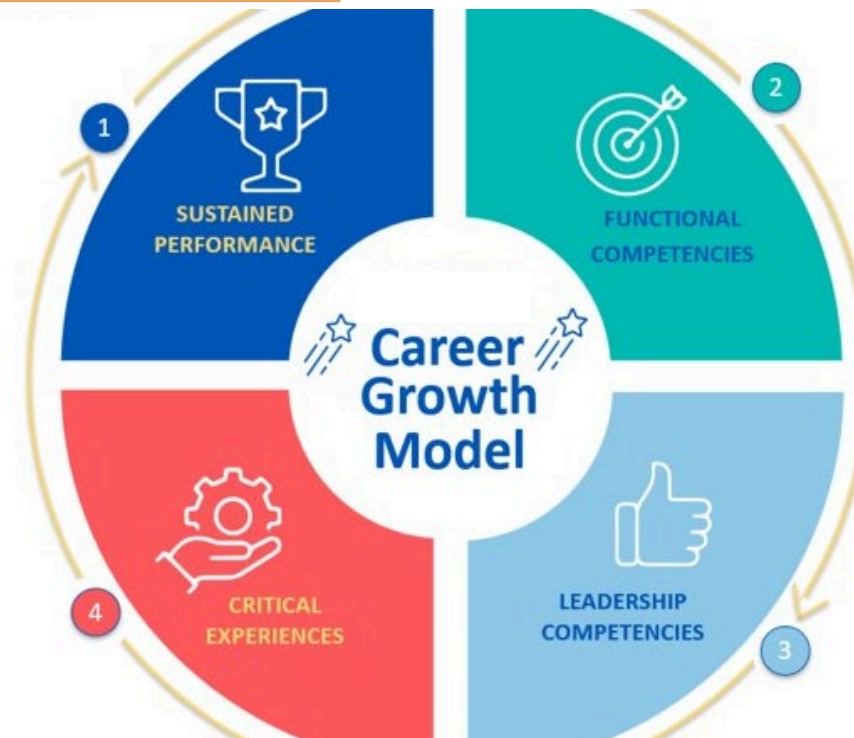 1
SUSTAINED
PERFORMANCE
2
FUNCTIONAL
COMPETENCIES
Career
Growth
Model
3
LEADERSHIP
COMPETENCIES
4
CRITICAL
EXPERIENCES